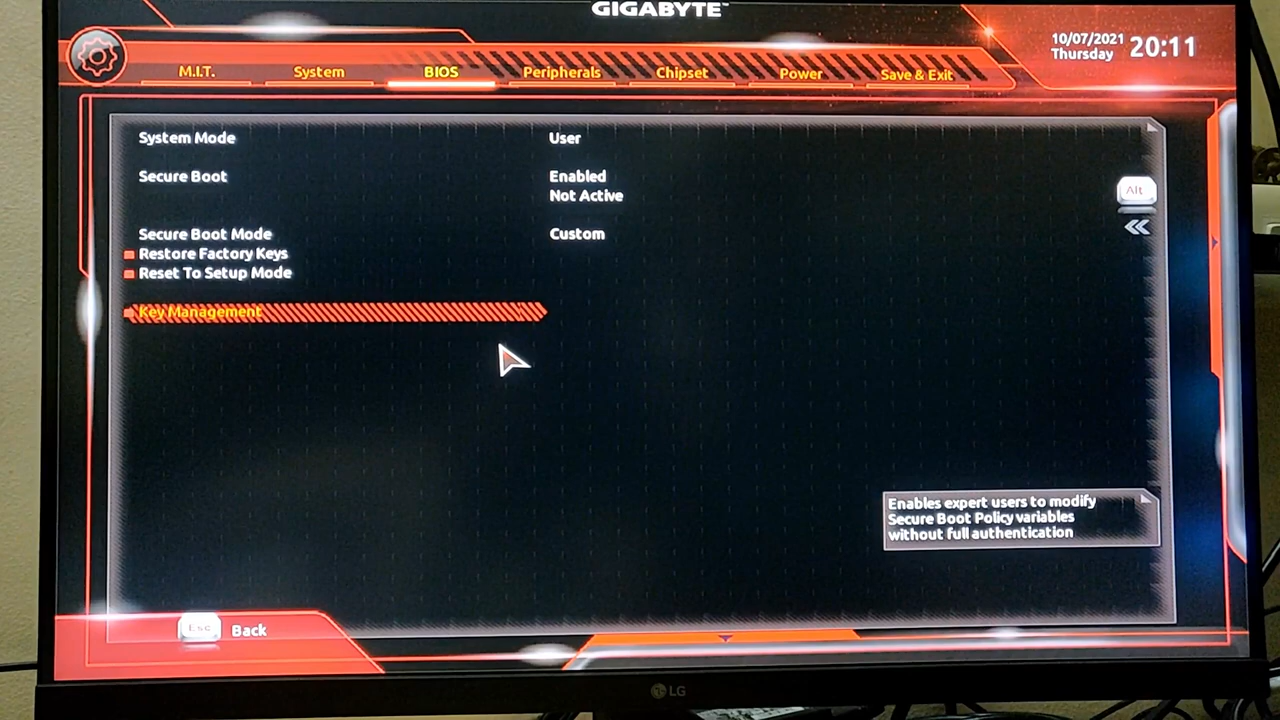 GIGABYTE™
10/07/2021
Thursday
20:11
M.I.T. System BIOS Peripherals Chipset Power Save & Exit
System Mode User
Secure Boot Enabled
Not Active
Alt
Secure Boot Mode Custom
Restore Factory Keys
Reset To Setup Mode
Key Management
Enables expert users to modify
Secure Boot Policy variables
without full authentication
Esc Back
LG